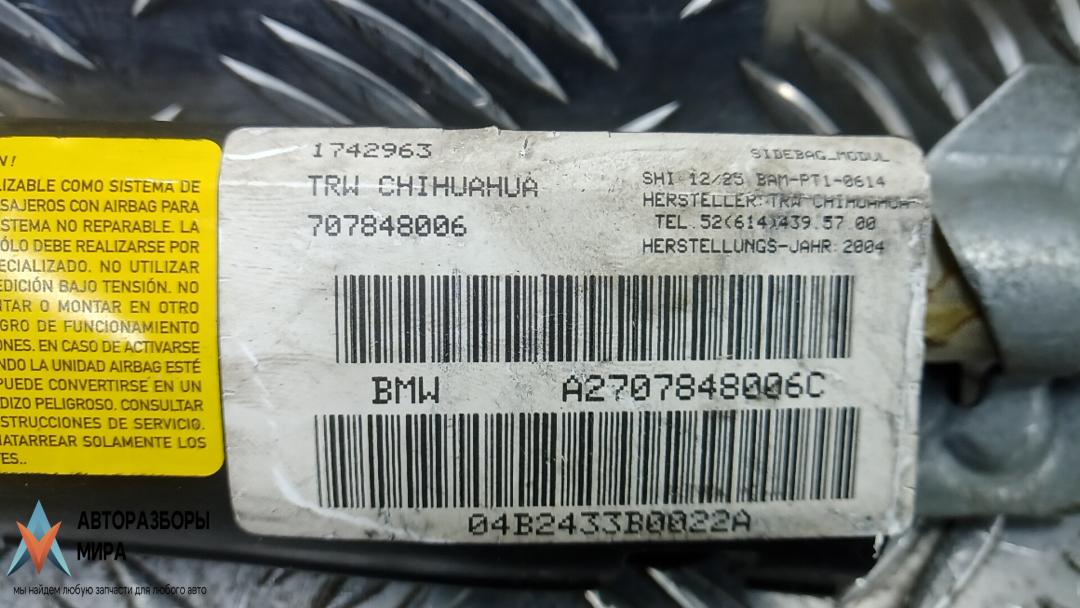 N!
LIZABLE COMO SISTEMA DE
SAJEROS CON AIRBAG PARA
STEMA NO REPARABLE. LA
ÓLO DEBE REALIZARSE POR
ECIALIZADO. NO UTILIZAR
EDICIÓN BAJO TENSIÓN. NO
NTAR O MONTAR EN OTRO
GRO DE FUNCIONAMIENTO
ONES. EN CASO DE ACTIVARSE
NDO LA UNIDAD AIRBAG ESTÉ
PUEDE CONVERTIRSE EN UN
DIZO PELIGROSO. CONSULTAR
STRUCCIONES DE SERVICIO.
ATARREAR SOLAMENTE LOS
ES..
1742963
TRW CHIHUAHUA
707848006
SIDEBAG_MODUL
SHI 12/25 BAM-PT1-0614
HERSTELLER: TRW CHIHUAHUA
TEL. 52(614)439.57 00
HERSTELLUNGS-JAHR: 2004
BMW A2707848006C
04B2433B0022A
АВТОРАЗБОРЫ
МИРА
мы найдем любую запчасти для любого авто